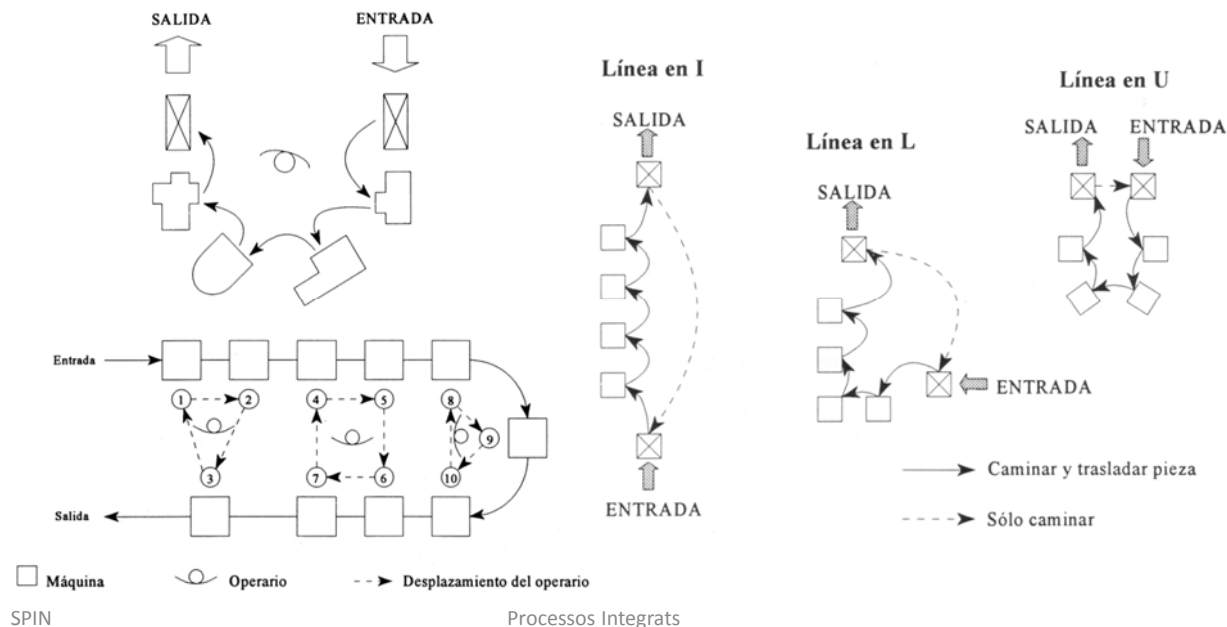 SALIDA ENTRADA
Entrada
1 2 4 5 8
9
3 7 6 10
Salida
Máquina Operario Desplazamiento del operario
Línea en I
SALIDA
ENTRADA
Línea en L
SALIDA
ENTRADA
Línea en U
SALIDA ENTRADA
Caminar y trasladar pieza
Sólo caminar
SPIN Processos Integrats